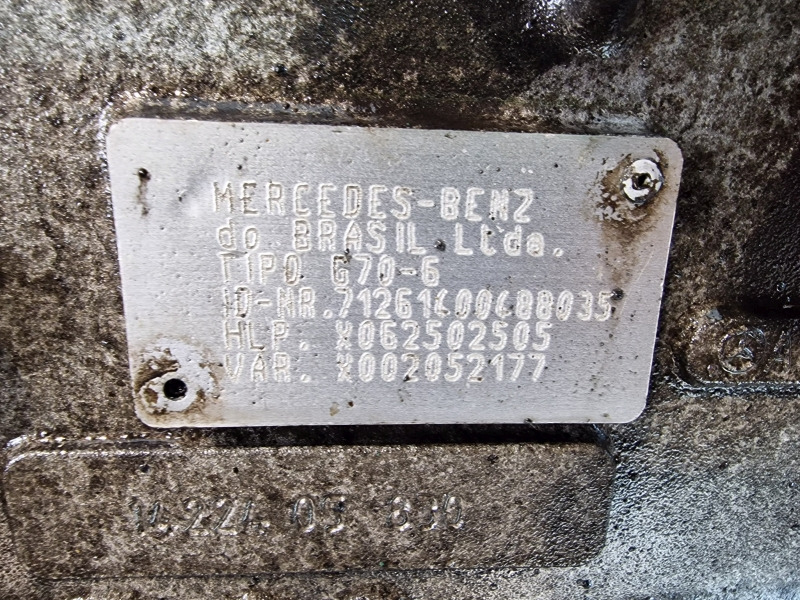 MERCEDES-BENZ
do BRASIL Ltda.
TIPO G70-6
ID-NR.71261400488035
HLP. X062502505
VAR. X002052177